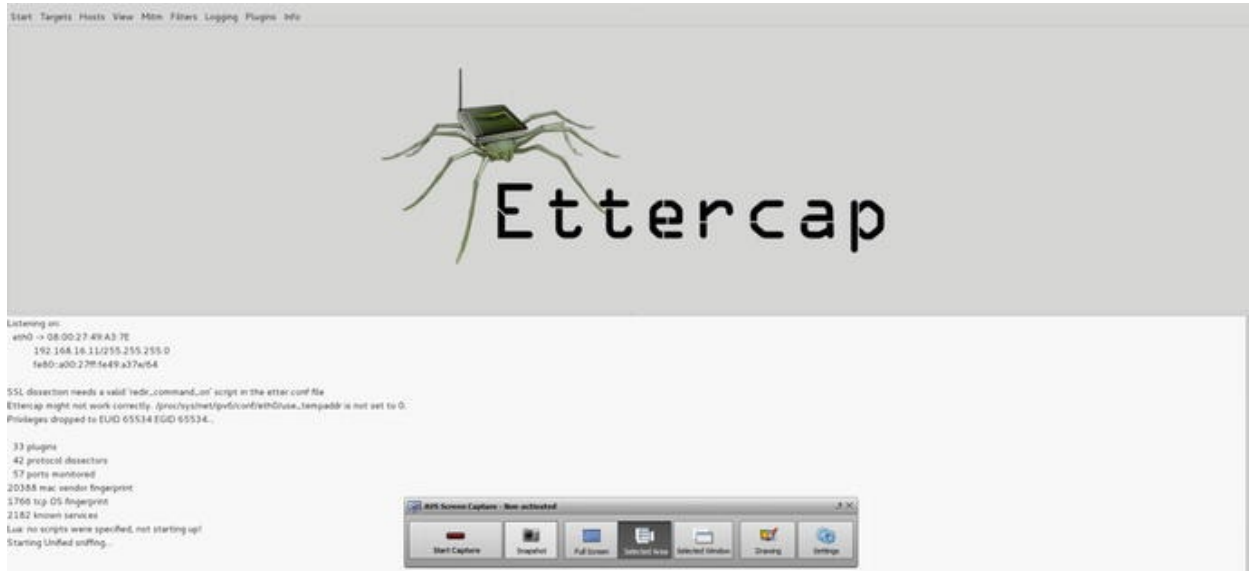 Start Targets Hosts View Mitm Filters Logging Plugins Info
Ettercap
Listening on:
eth0 -> 08:00:27:49:A3:7E
192.168.16.11/255.255.255.0
fe80::a00:27ff:fe49:a37e/64
SSL dissection needs a valid 'redir_command_on' script in the etter.conf file
Ettercap might not work correctly. /proc/sys/net/ipv6/conf/eth0/use_tempaddr is not set to 0.
Privileges dropped to EUID 65534 EGID 65534...
33 plugins
42 protocol dissectors
57 ports monitored
20388 mac vendor fingerprint
1766 tcp OS fingerprint
2182 known services
Lua: no scripts were specified, not starting up!
Starting Unified sniffing...
AVS Screen Capture - Non activated
Start Capture Snapshot Full Screen Selected Area Selected Window Drawing Settings